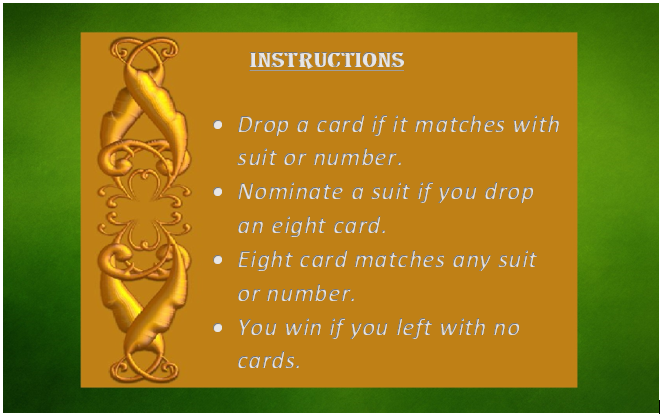 INSTRUCTIONS
• Drop a card if it matches with
suit or number.
• Nominate a suit if you drop
an eight card.
• Eight card matches any suit
or number.
• You win if you left with no
cards.